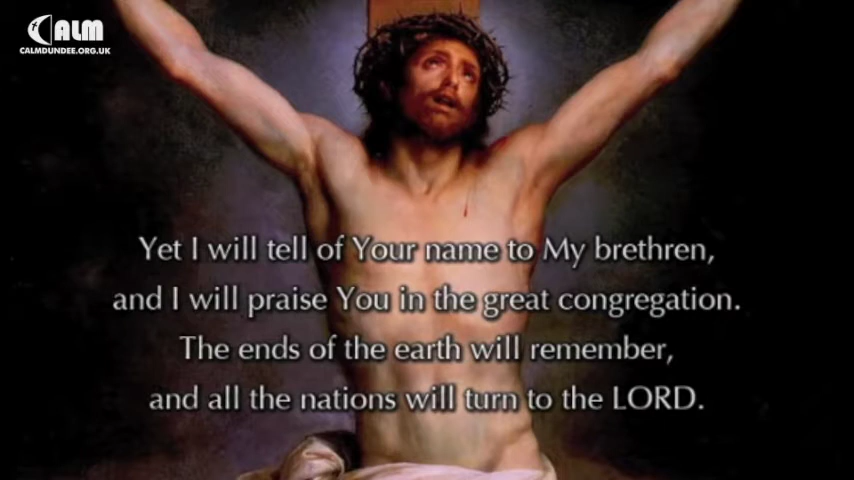 CALM
CALMDUNDEE.ORG.UK
Yet I will tell of Your name to My brethren,
and I will praise You in the great congregation.
The ends of the earth will remember,
and all the nations will turn to the LORD.